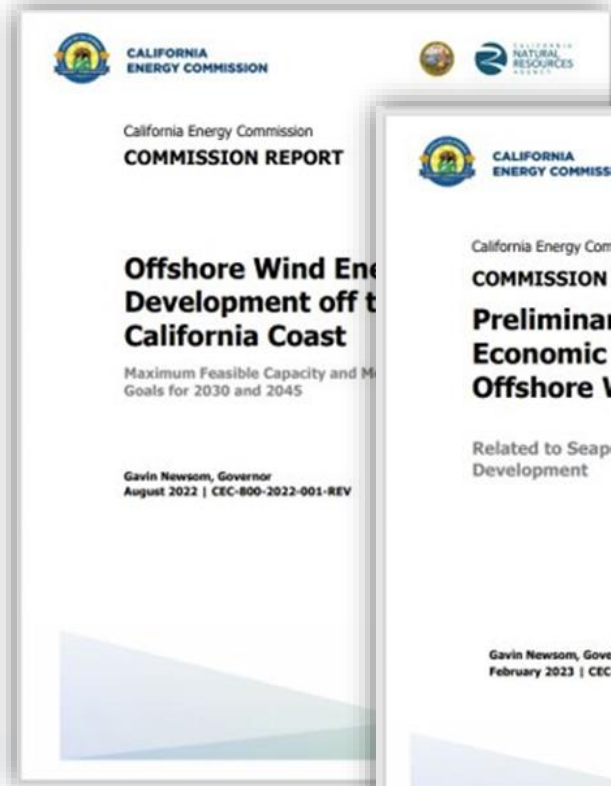 CALIFORNIA
ENERGY COMMISSION
CALIFORNIA
NATURAL
RESOURCES
AGENCY
California Energy Commission
COMMISSION REPORT
Offshore Wind Ene
Development off t
California Coast
Maximum Feasible Capacity and M
Goals for 2030 and 2045
Gavin Newsom, Governor
August 2022 | CEC-800-2022-001-REV
CALIFORNIA
ENERGY COMMISS
California Energy Com
COMMISSION
Preliminar
Economic
Offshore W
Related to Seap
Development
Gavin Newsom, Gove
February 2023 | CEC